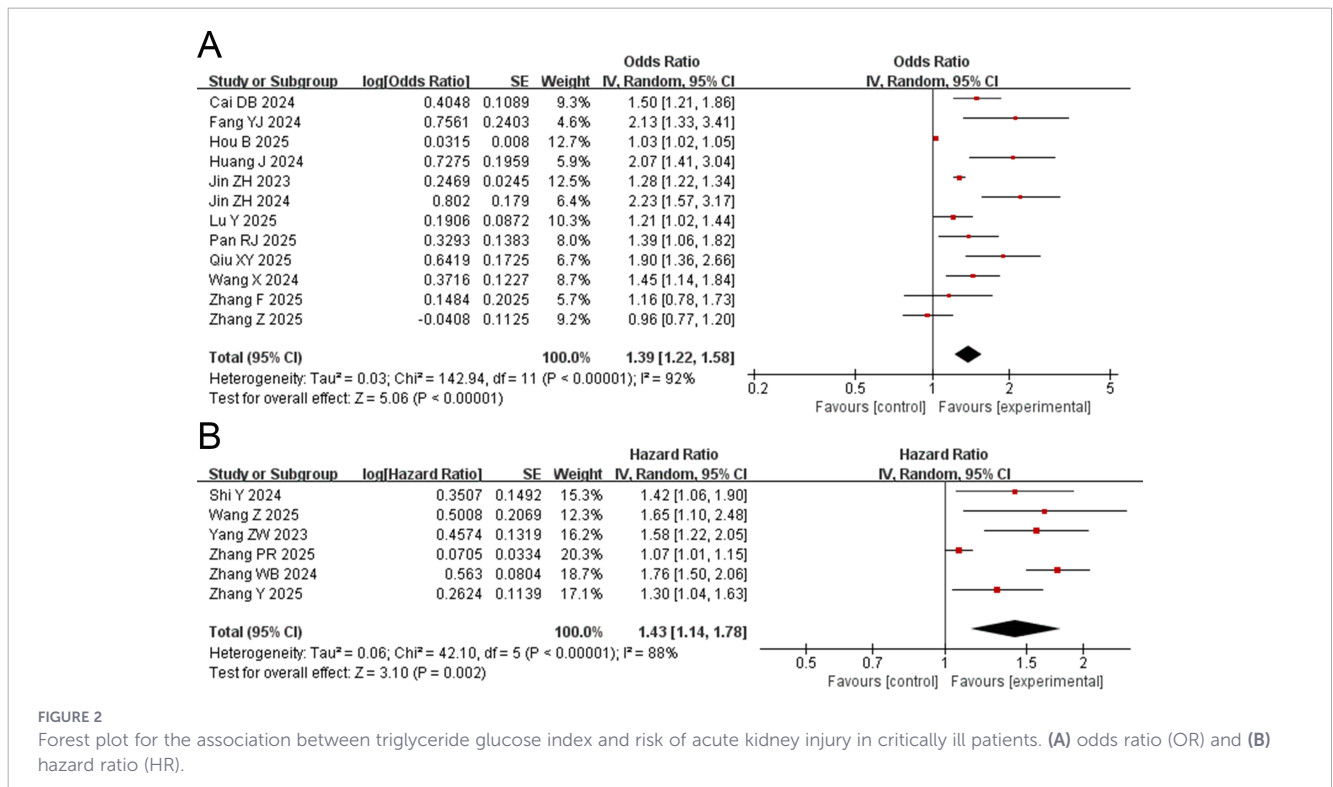 A
Odds Ratio Odds Ratio
Study or Subgroup log[Odds Ratio] SE Weight IV, Random, 95% CI IV, Random, 95% CI
Cai DB 2024 0.4048 0.1089 9.3% 1.50 [1.21, 1.86]
Fang YJ 2024 0.7561 0.2403 4.6% 2.13 [1.33, 3.41]
Hou B 2025 0.0315 0.008 12.7% 1.03 [1.02, 1.05]
Huang J 2024 0.7275 0.1959 5.9% 2.07 [1.41, 3.04]
Jin ZH 2023 0.2469 0.0245 12.5% 1.28 [1.22, 1.34]
Jin ZH 2024 0.802 0.179 6.4% 2.23 [1.57, 3.17]
Lu Y 2025 0.1906 0.0872 10.3% 1.21 [1.02, 1.44]
Pan RJ 2025 0.3293 0.1383 8.0% 1.39 [1.06, 1.82]
Qiu XY 2025 0.6419 0.1725 6.7% 1.90 [1.36, 2.66]
Wang X 2024 0.3716 0.1227 8.7% 1.45 [1.14, 1.84]
Zhang F 2025 0.1484 0.2025 5.7% 1.16 [0.78, 1.73]
Zhang Z 2025 -0.0408 0.1125 9.2% 0.96 [0.77, 1.20]
Total (95% CI) 100.0% 1.39 [1.22, 1.58]
Heterogeneity: Tau² = 0.03; Chi² = 142.94, df = 11 (P < 0.00001); I² = 92%
Test for overall effect: Z = 5.06 (P < 0.00001)
0.2 0.5 1 2 5
Favours [control] Favours [experimental]
B
Hazard Ratio Hazard Ratio
Study or Subgroup log[Hazard Ratio] SE Weight IV, Random, 95% CI IV, Random, 95% CI
Shi Y 2024 0.3507 0.1492 15.3% 1.42 [1.06, 1.90]
Wang Z 2025 0.5008 0.2069 12.3% 1.65 [1.10, 2.48]
Yang ZW 2023 0.4574 0.1319 16.2% 1.58 [1.22, 2.05]
Zhang PR 2025 0.0705 0.0334 20.3% 1.07 [1.01, 1.15]
Zhang WB 2024 0.563 0.0804 18.7% 1.76 [1.50, 2.06]
Zhang Y 2025 0.2624 0.1139 17.1% 1.30 [1.04, 1.63]
Total (95% CI) 100.0% 1.43 [1.14, 1.78]
Heterogeneity: Tau² = 0.06; Chi² = 42.10, df = 5 (P < 0.00001); I² = 88%
Test for overall effect: Z = 3.10 (P = 0.002)
0.5 0.7 1 1.5 2
Favours [control] Favours [experimental]
FIGURE 2
Forest plot for the association between triglyceride glucose index and risk of acute kidney injury in critically ill patients. (A) odds ratio (OR) and (B)
hazard ratio (HR).